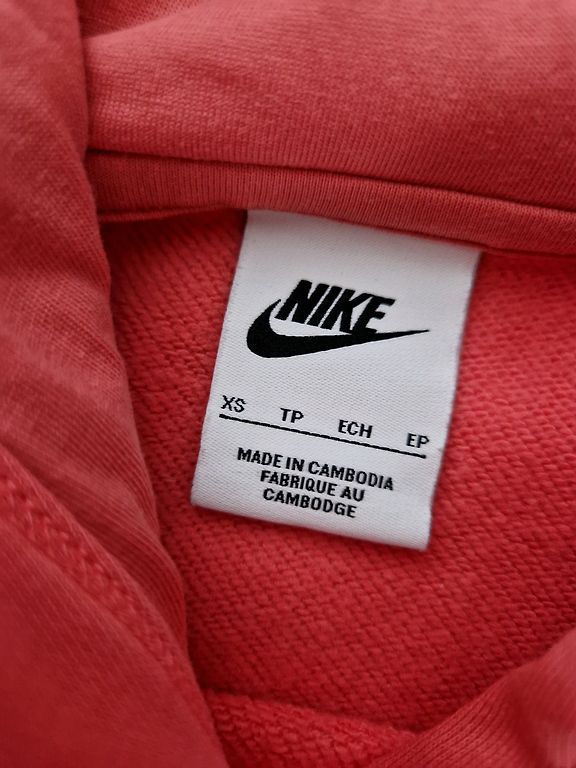 NIKE
XS TP ECH EP
MADE IN CAMBODIA
FABRIQUE AU
CAMBODGE